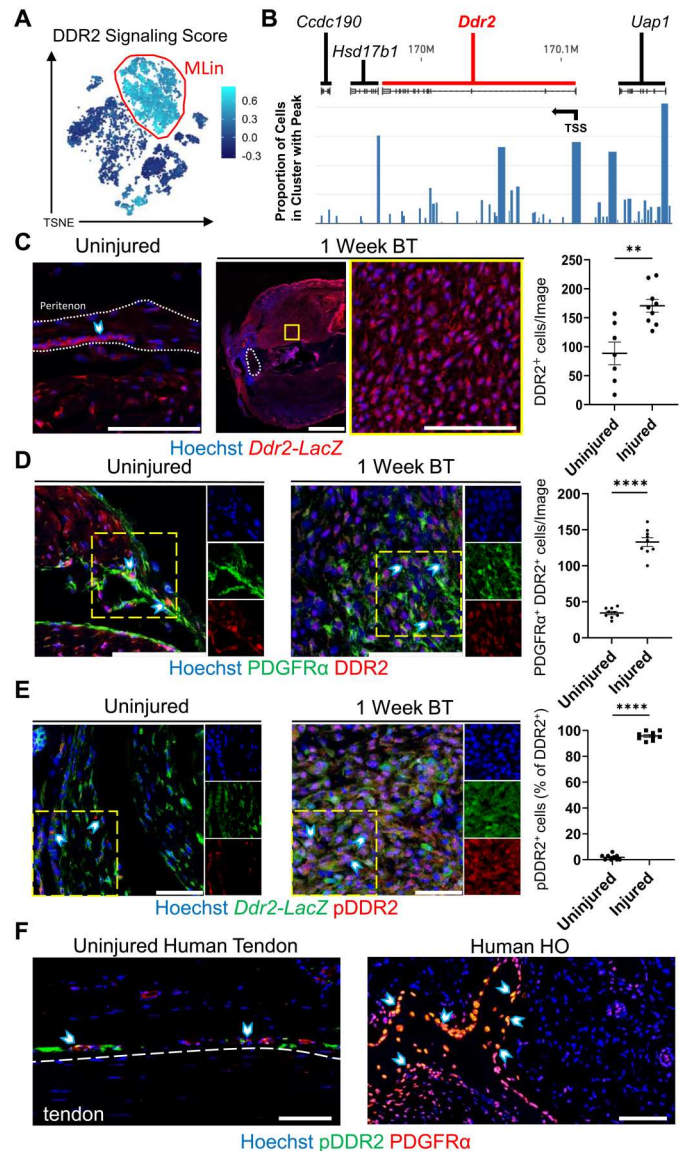 A
DDR2 Signaling Score
MLin
0.6
0.3
0.0
-0.3
TSNE
B
Ccdc190
Ddr2
Uap1
Hsd17b1
170M
170.1M
TSS
Proportion of Cells
in Cluster with Peak
C
Uninjured
1 Week BT
Peritenon
Hoechst Ddr2-LacZ
**
DDR2+ cells/Image
250
200
150
100
50
0
Uninjured
Injured
D
Uninjured
1 Week BT
Hoechst PDGFRα DDR2
****
PDGFRα+ DDR2+ cells/Image
200
150
100
50
0
Uninjured
Injured
E
Uninjured
1 Week BT
Hoechst Ddr2-LacZ pDDR2
****
pDDR2+ cells (% of DDR2+)
100
80
60
40
20
0
Uninjured
Injured
F
Uninjured Human Tendon
Human HO
tendon
Hoechst pDDR2 PDGFRα